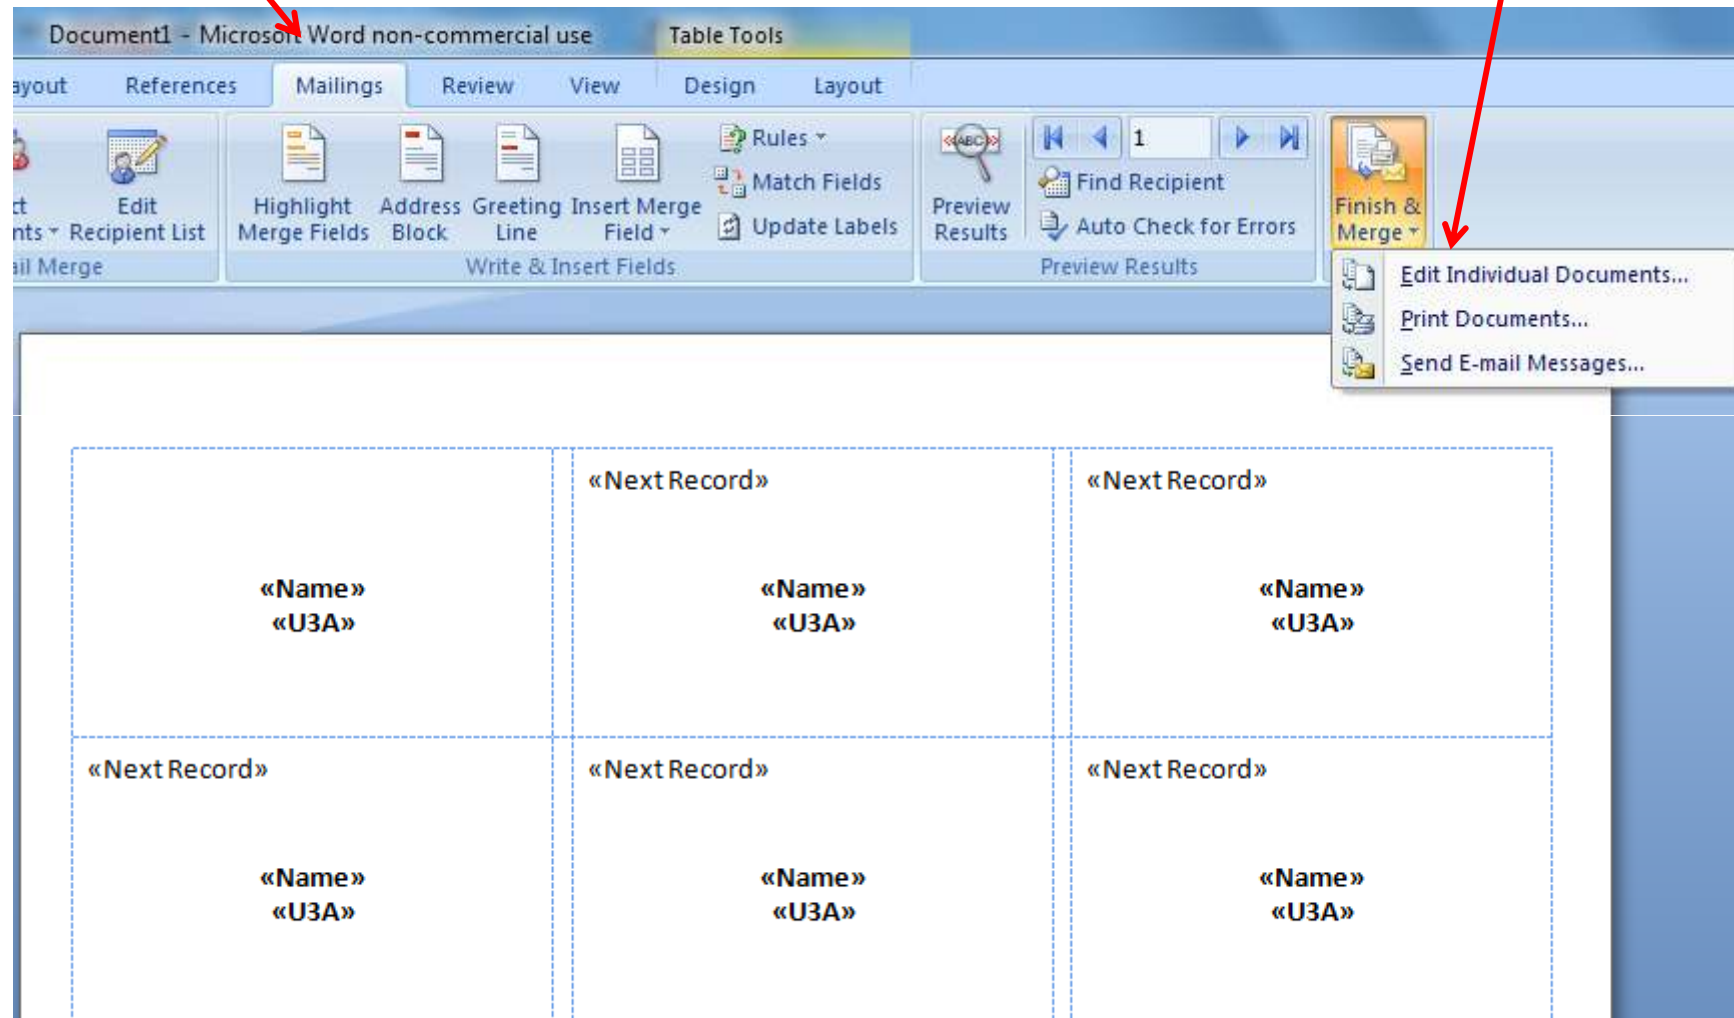 Document1 - Microsoft Word non-commercial use
Table Tools
ayout References Mailings Review View Design Layout
Rules
Match Fields
Update Labels
ct
nts
Edit
Recipient List
Highlight
Merge Fields
Address
Block
Greeting
Line
Insert Merge
Field
«ABC»
Preview
Results
1
Find Recipient
Auto Check for Errors
Finish &
Merge
ail Merge
Write & Insert Fields
Preview Results
Edit Individual Documents...
Print Documents...
Send E-mail Messages...
«Next Record» «Next Record»
«Name» «Name» «Name»
«U3A» «U3A» «U3A»
«Next Record» «Next Record» «Next Record»
«Name» «Name» «Name»
«U3A» «U3A» «U3A»